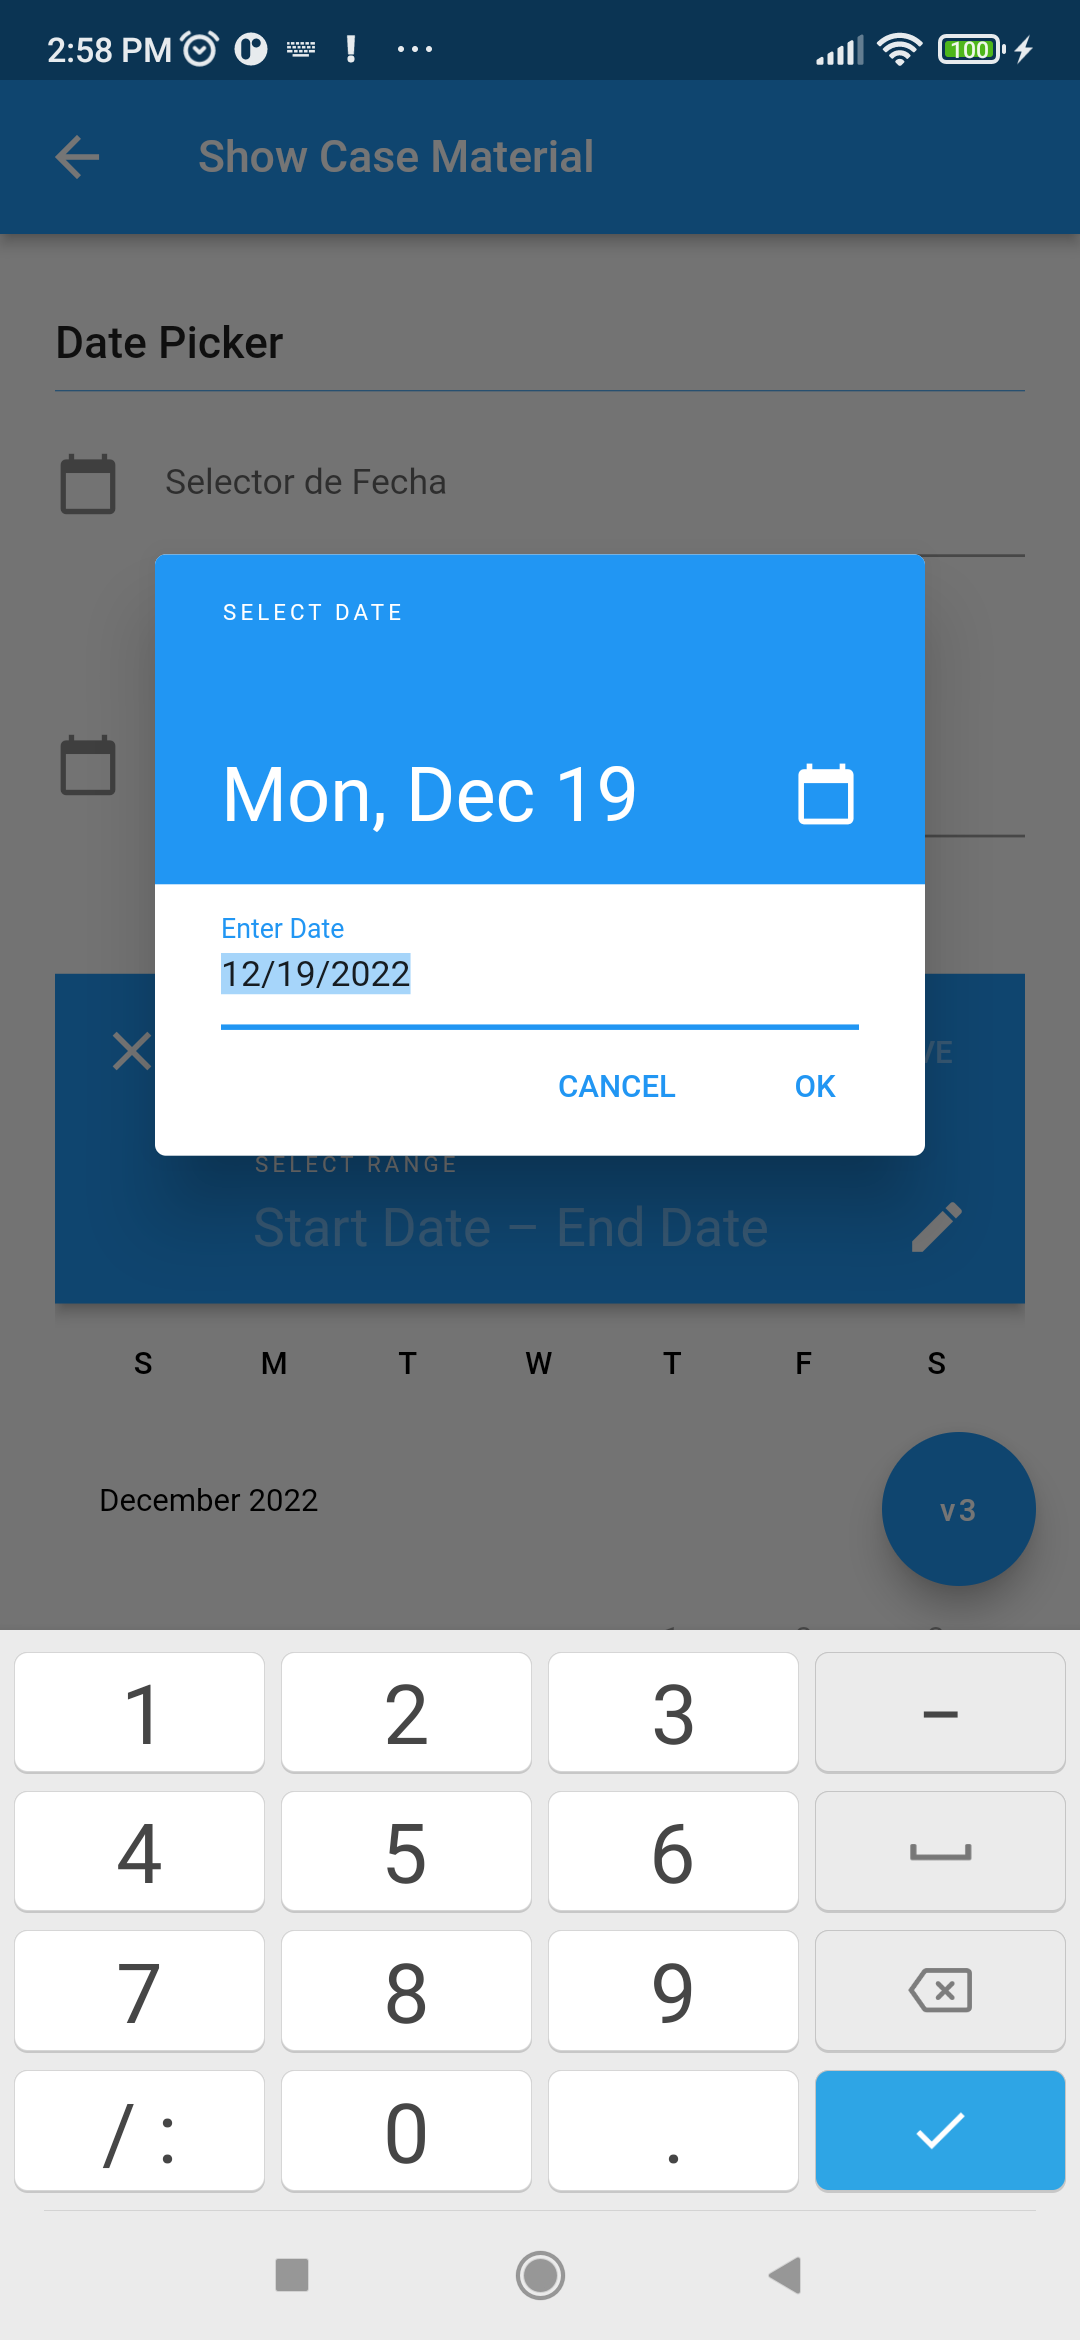 2:58 PM
100
Show Case Material
Date Picker
Selector de Fecha
SELECT DATE
Mon, Dec 19
Enter Date
12/19/2022
VE
CANCEL OK
SELECT RANGE
Start Date – End Date
S M T W T F S
December 2022
v3
1 2 3 –
4 5 6
7 8 9
/ : 0 .